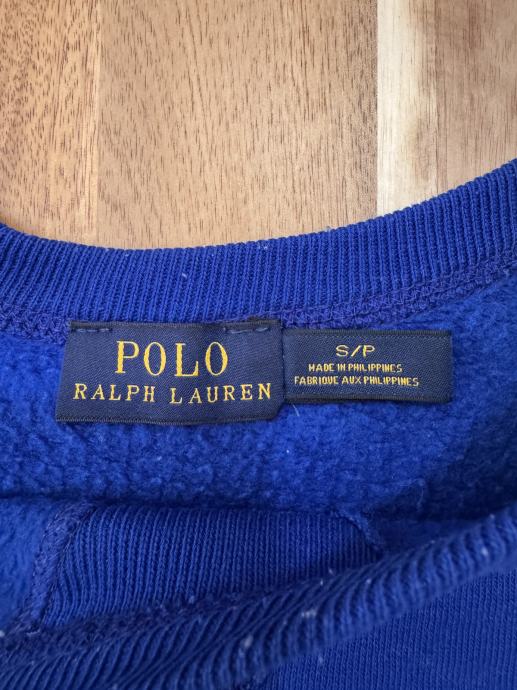 POLO
RALPH LAUREN
S/P
MADE IN PHILIPPINES
FABRIQUE AUX PHILIPPINES